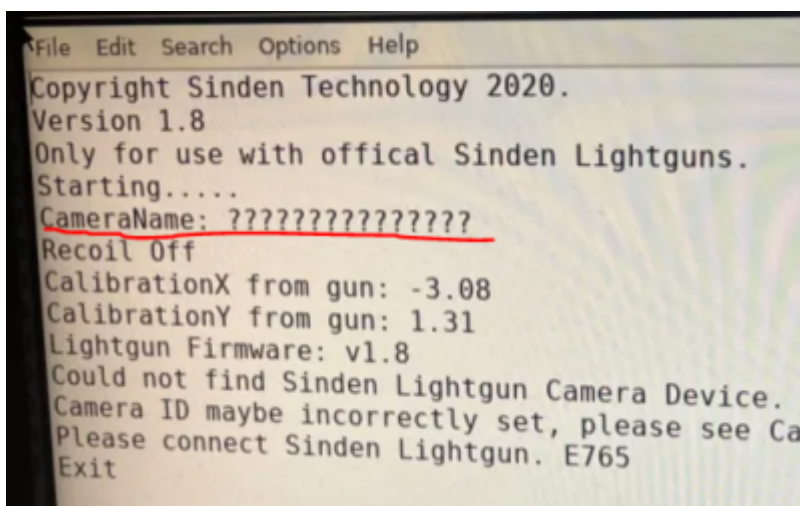 File Edit Search Options Help
Copyright Sinden Technology 2020.
Version 1.8
Only for use with offical Sinden Lightguns.
Starting.....
CameraName: ???????????????
Recoil Off
CalibrationX from gun: -3.08
CalibrationY from gun: 1.31
Lightgun Firmware: v1.8
Could not find Sinden Lightgun Camera Device.
Camera ID maybe incorrectly set, please see Ca
Please connect Sinden Lightgun. E765
Exit